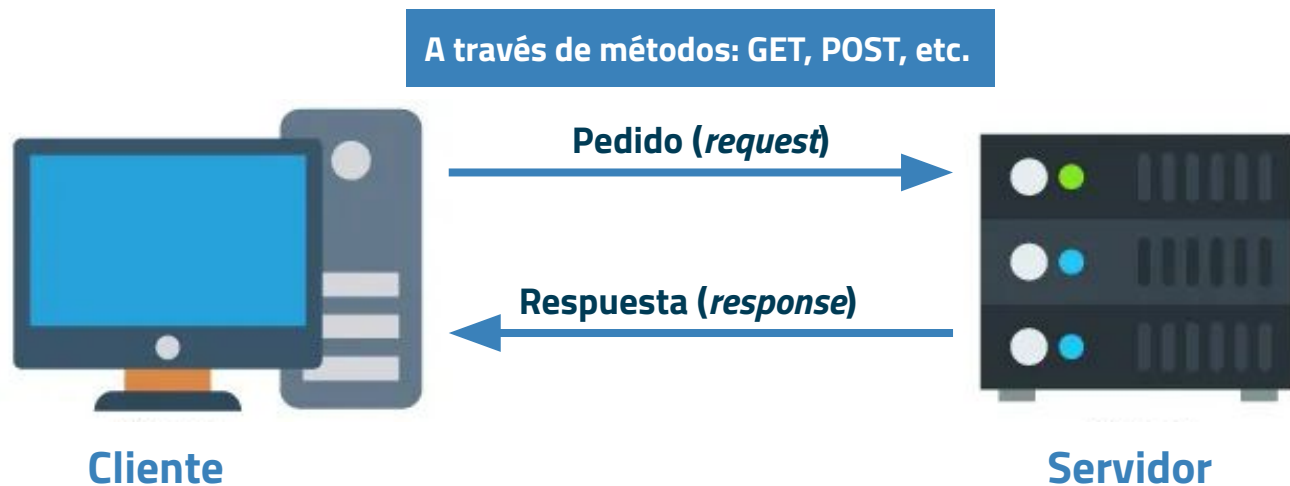 A través de métodos: GET, POST, etc.
Pedido (request)
Respuesta (response)
Cliente
Servidor